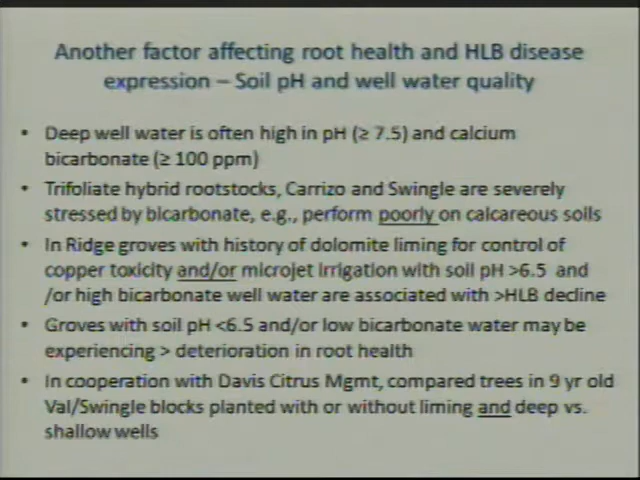 Another factor affecting root health and HLB disease
expression – Soil pH and well water quality
• Deep well water is often high in pH (≥ 7.5) and calcium
bicarbonate (≥ 100 ppm)
• Trifoliate hybrid rootstocks, Carrizo and Swingle are severely
stressed by bicarbonate, e.g., perform poorly on calcareous soils
• In Ridge groves with history of dolomite liming for control of
copper toxicity and/or microjet irrigation with soil pH >6.5 and
/or high bicarbonate well water are associated with >HLB decline
• Groves with soil pH <6.5 and/or low bicarbonate water may be
experiencing > deterioration in root health
• In cooperation with Davis Citrus Mgmt, compared trees in 9 yr old
Val/Swingle blocks planted with or without liming and deep vs.
shallow wells